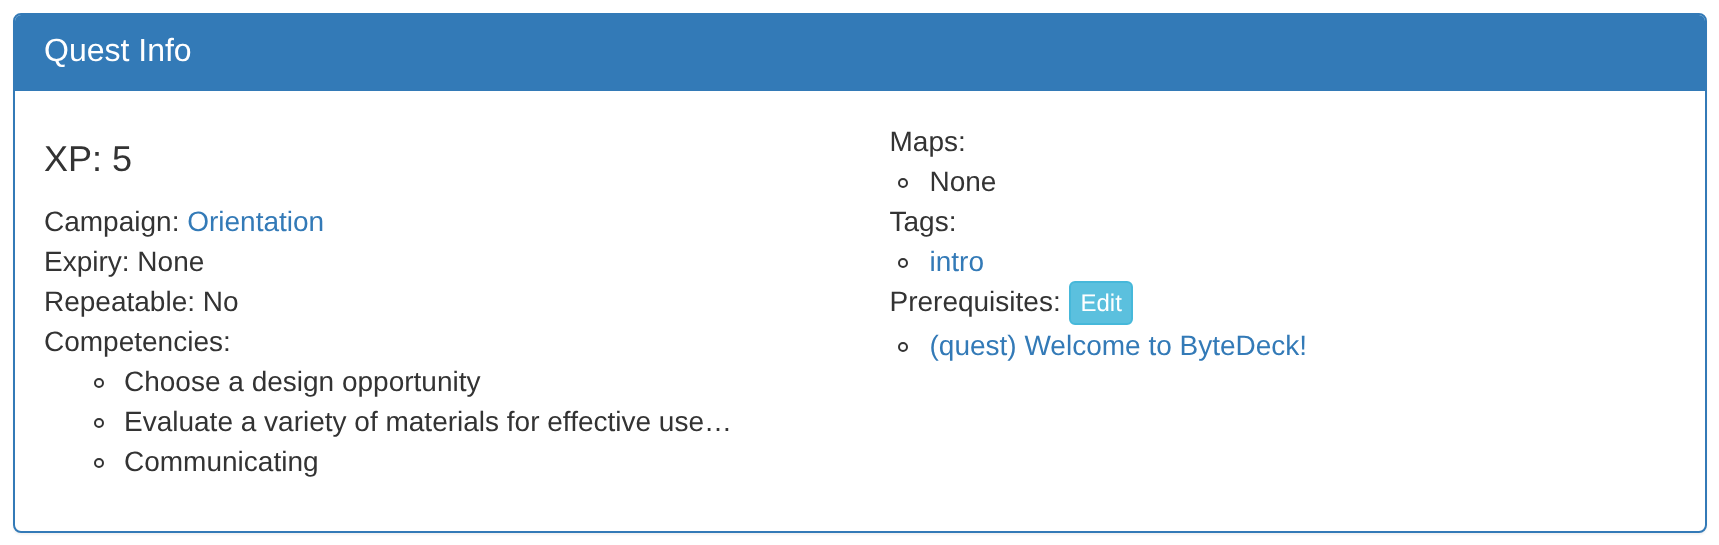 Quest Info
XP: 5
Campaign: Orientation
Expiry: None
Repeatable: No
Competencies:
Choose a design opportunity
Evaluate a variety of materials for effective use…
Communicating
Maps:
None
Tags:
intro
Prerequisites: Edit
(quest) Welcome to ByteDeck!